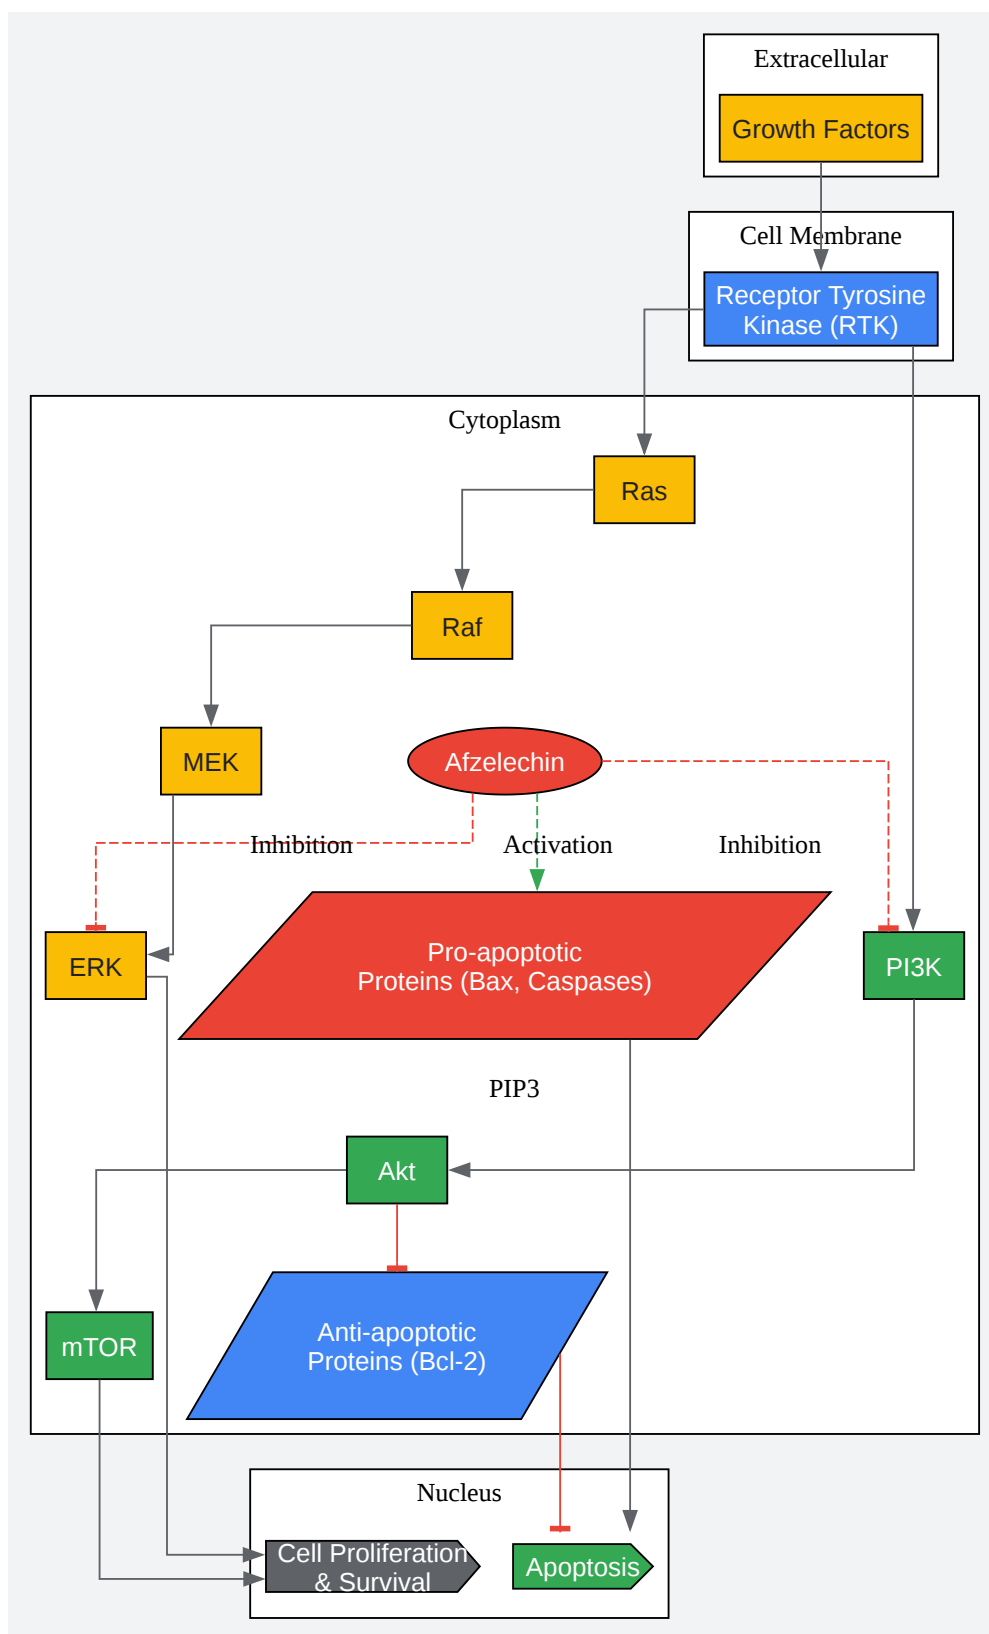 Extracellular
Growth Factors
Cell Membrane
Receptor Tyrosine
Kinase (RTK)
Cytoplasm
Ras
Raf
MEK
Afzelechin
Inhibition
Activation
Inhibition
ERK
Pro-apoptotic
Proteins (Bax, Caspases)
PI3K
PIP3
Akt
mTOR
Anti-apoptotic
Proteins (Bcl-2)
Nucleus
Cell Proliferation
& Survival
Apoptosis